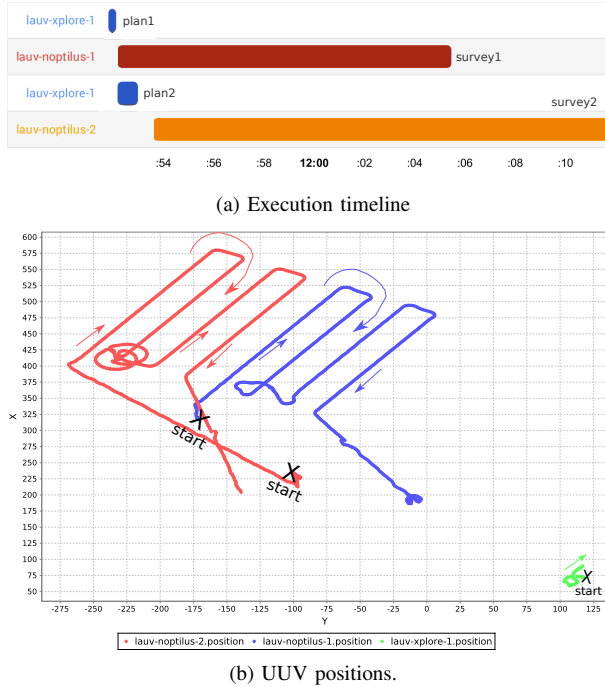 lauv-xplore-1 plan1
lauv-noptilus-1 survey1
lauv-xplore-1 plan2
survey2
lauv-noptilus-2
:54 :56 :58 12:00 :02 :04 :06 :08 :10
(a) Execution timeline
600
575
550
525
500
475
450
425
400
375
350
325
300
275
250
225
200
175
150
125
100
75
50
X
X
start
X
start
X
start
-275 -250 -225 -200 -175 -150 -125 -100 -75 -50 -25 0 25 50 75 100 125
Y
lauv-noptilus-2.position lauv-noptilus-1.position lauv-xplore-1.position
(b) UUV positions.